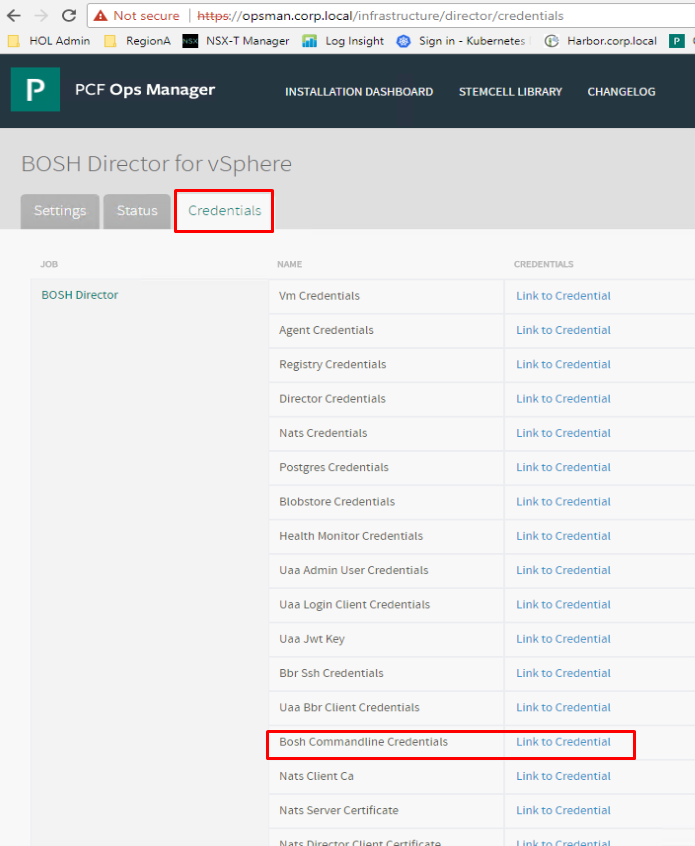 Not secure https://opsman.corp.local/infrastructure/director/credentials
HOL Admin RegionA NSX NSX-T Manager Log Insight Sign in - Kubernetes Harbor.corp.local P
P PCF Ops Manager INSTALLATION DASHBOARD STEMCELL LIBRARY CHANGELOG
BOSH Director for vSphere
Settings Status Credentials
JOB NAME CREDENTIALS
BOSH Director Vm Credentials Link to Credential
Agent Credentials Link to Credential
Registry Credentials Link to Credential
Director Credentials Link to Credential
Nats Credentials Link to Credential
Postgres Credentials Link to Credential
Blobstore Credentials Link to Credential
Health Monitor Credentials Link to Credential
Uaa Admin User Credentials Link to Credential
Uaa Login Client Credentials Link to Credential
Uaa Jwt Key Link to Credential
Bbr Ssh Credentials Link to Credential
Uaa Bbr Client Credentials Link to Credential
Bosh Commandline Credentials Link to Credential
Nats Client Ca Link to Credential
Nats Server Certificate Link to Credential
Nats Director Client Certificate Link to Credential